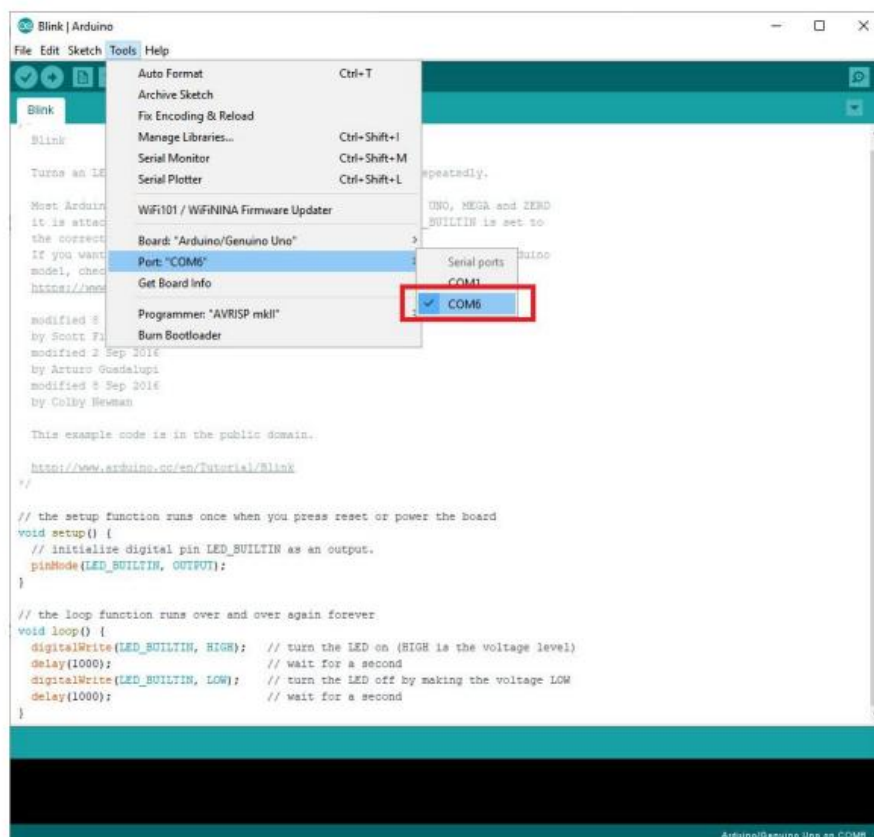 Blink | Arduino
File Edit Sketch Tools Help
Auto Format Ctrl+T
Archive Sketch
Fix Encoding & Reload
Manage Libraries... Ctrl+Shift+I
Serial Monitor Ctrl+Shift+M
Serial Plotter Ctrl+Shift+L
WiFi101 / WiFiNINA Firmware Updater
Board: "Arduino/Genuino Uno"
Port: "COM6"
Get Board Info
Programmer: "AVRISP mkII"
Burn Bootloader
Serial ports
COM1
COM6
Blink
Blink
Turns an LE epeatedly.
Most Arduin UNO, MEGA and ZERO
it is attac _BUILTIN is set to
the correct
If you want duino
model, chec
https://www
modified 8
by Scott Fi
modified 2 Sep 2016
by Arturo Guadalupi
modified 8 Sep 2016
by Colby Newman
This example code is in the public domain.
http://www.arduino.cc/en/Tutorial/Blink
*/
// the setup function runs once when you press reset or power the board
void setup() {
// initialize digital pin LED_BUILTIN as an output.
pinMode(LED_BUILTIN, OUTPUT);
}
// the loop function runs over and over again forever
void loop() {
digitalWrite(LED_BUILTIN, HIGH); // turn the LED on (HIGH is the voltage level)
delay(1000); // wait for a second
digitalWrite(LED_BUILTIN, LOW); // turn the LED off by making the voltage LOW
delay(1000); // wait for a second
}
Arduino/Genuino Uno on COM6